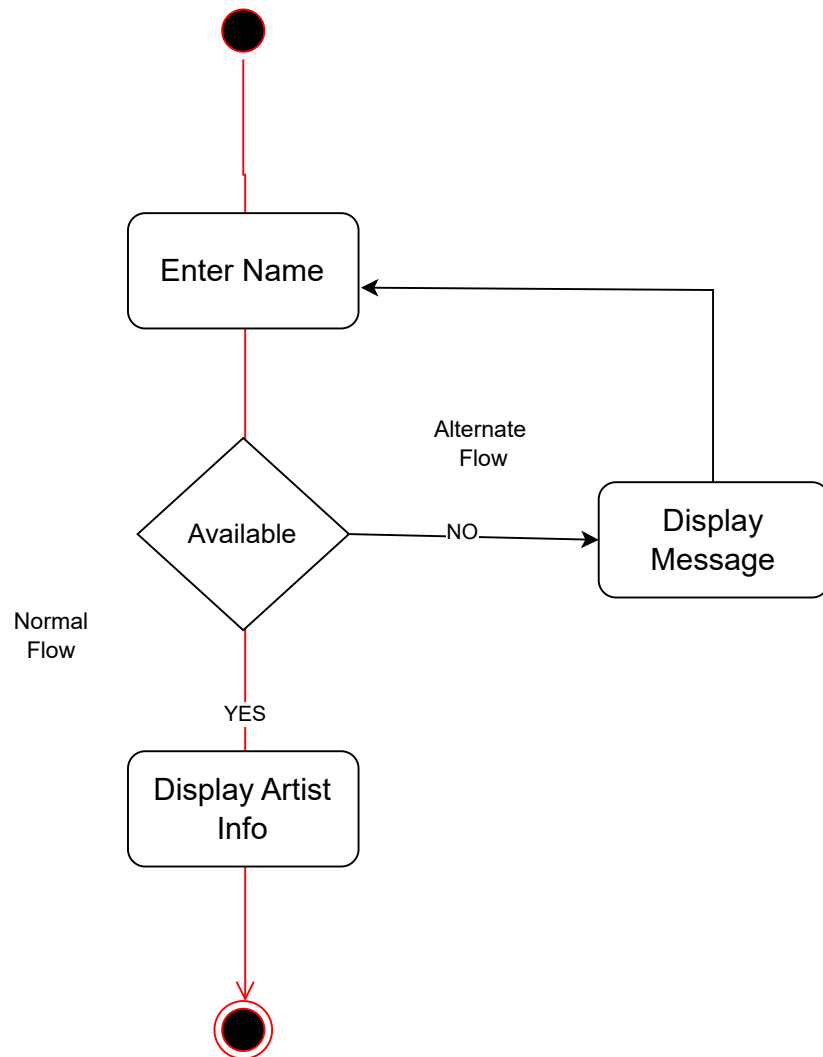 Enter Name
Alternate
Flow
Available
NO
Display
Message
Normal
Flow
YES
Display Artist
Info